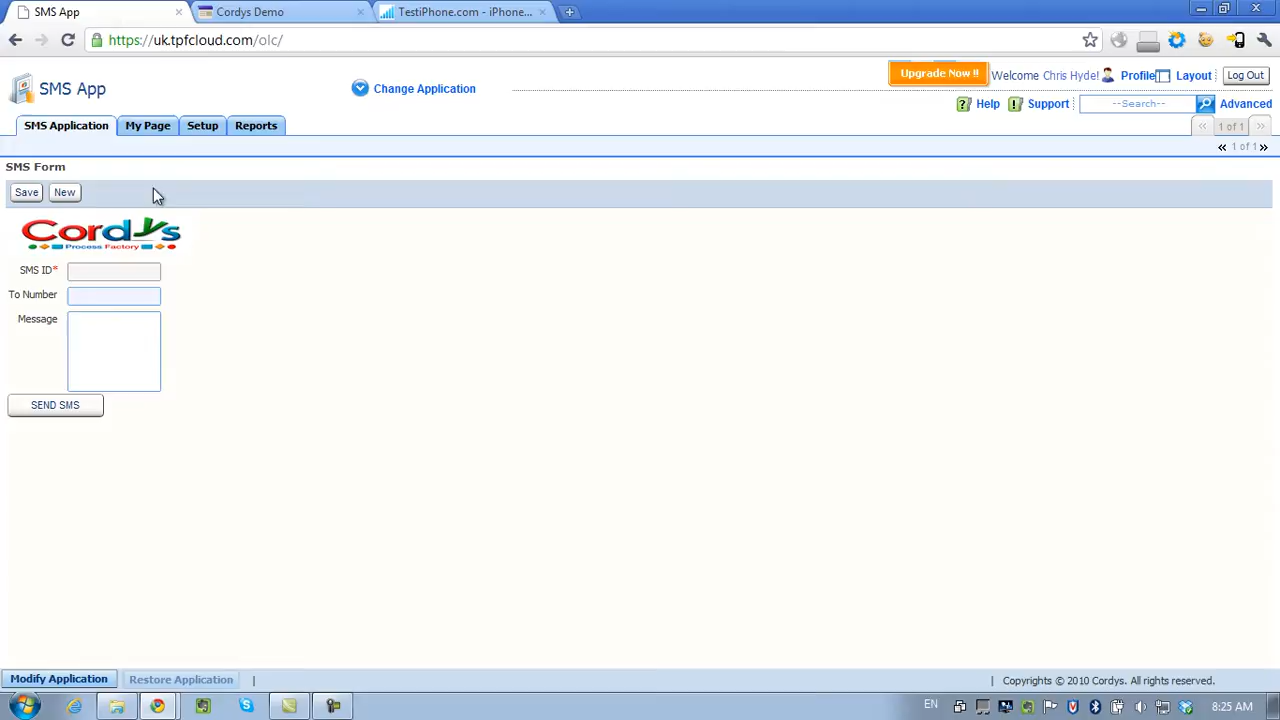 SMS App
Cordys Demo
TestiPhone.com - iPhone...
https://uk.tpfcloud.com/olc/
SMS App
Change Application
Upgrade Now !!
Welcome Chris Hyde!
Profile
Layout
Log Out
Help
Support
--Search--
Advanced
SMS Application
My Page
Setup
Reports
1 of 1
1 of 1
SMS Form
Save
New
Cordys
Process Factory
SMS ID*
To Number
Message
SEND SMS
Modify Application
Restore Application
|
| Copyrights © 2010 Cordys. All rights reserved.
EN
8:25 AM